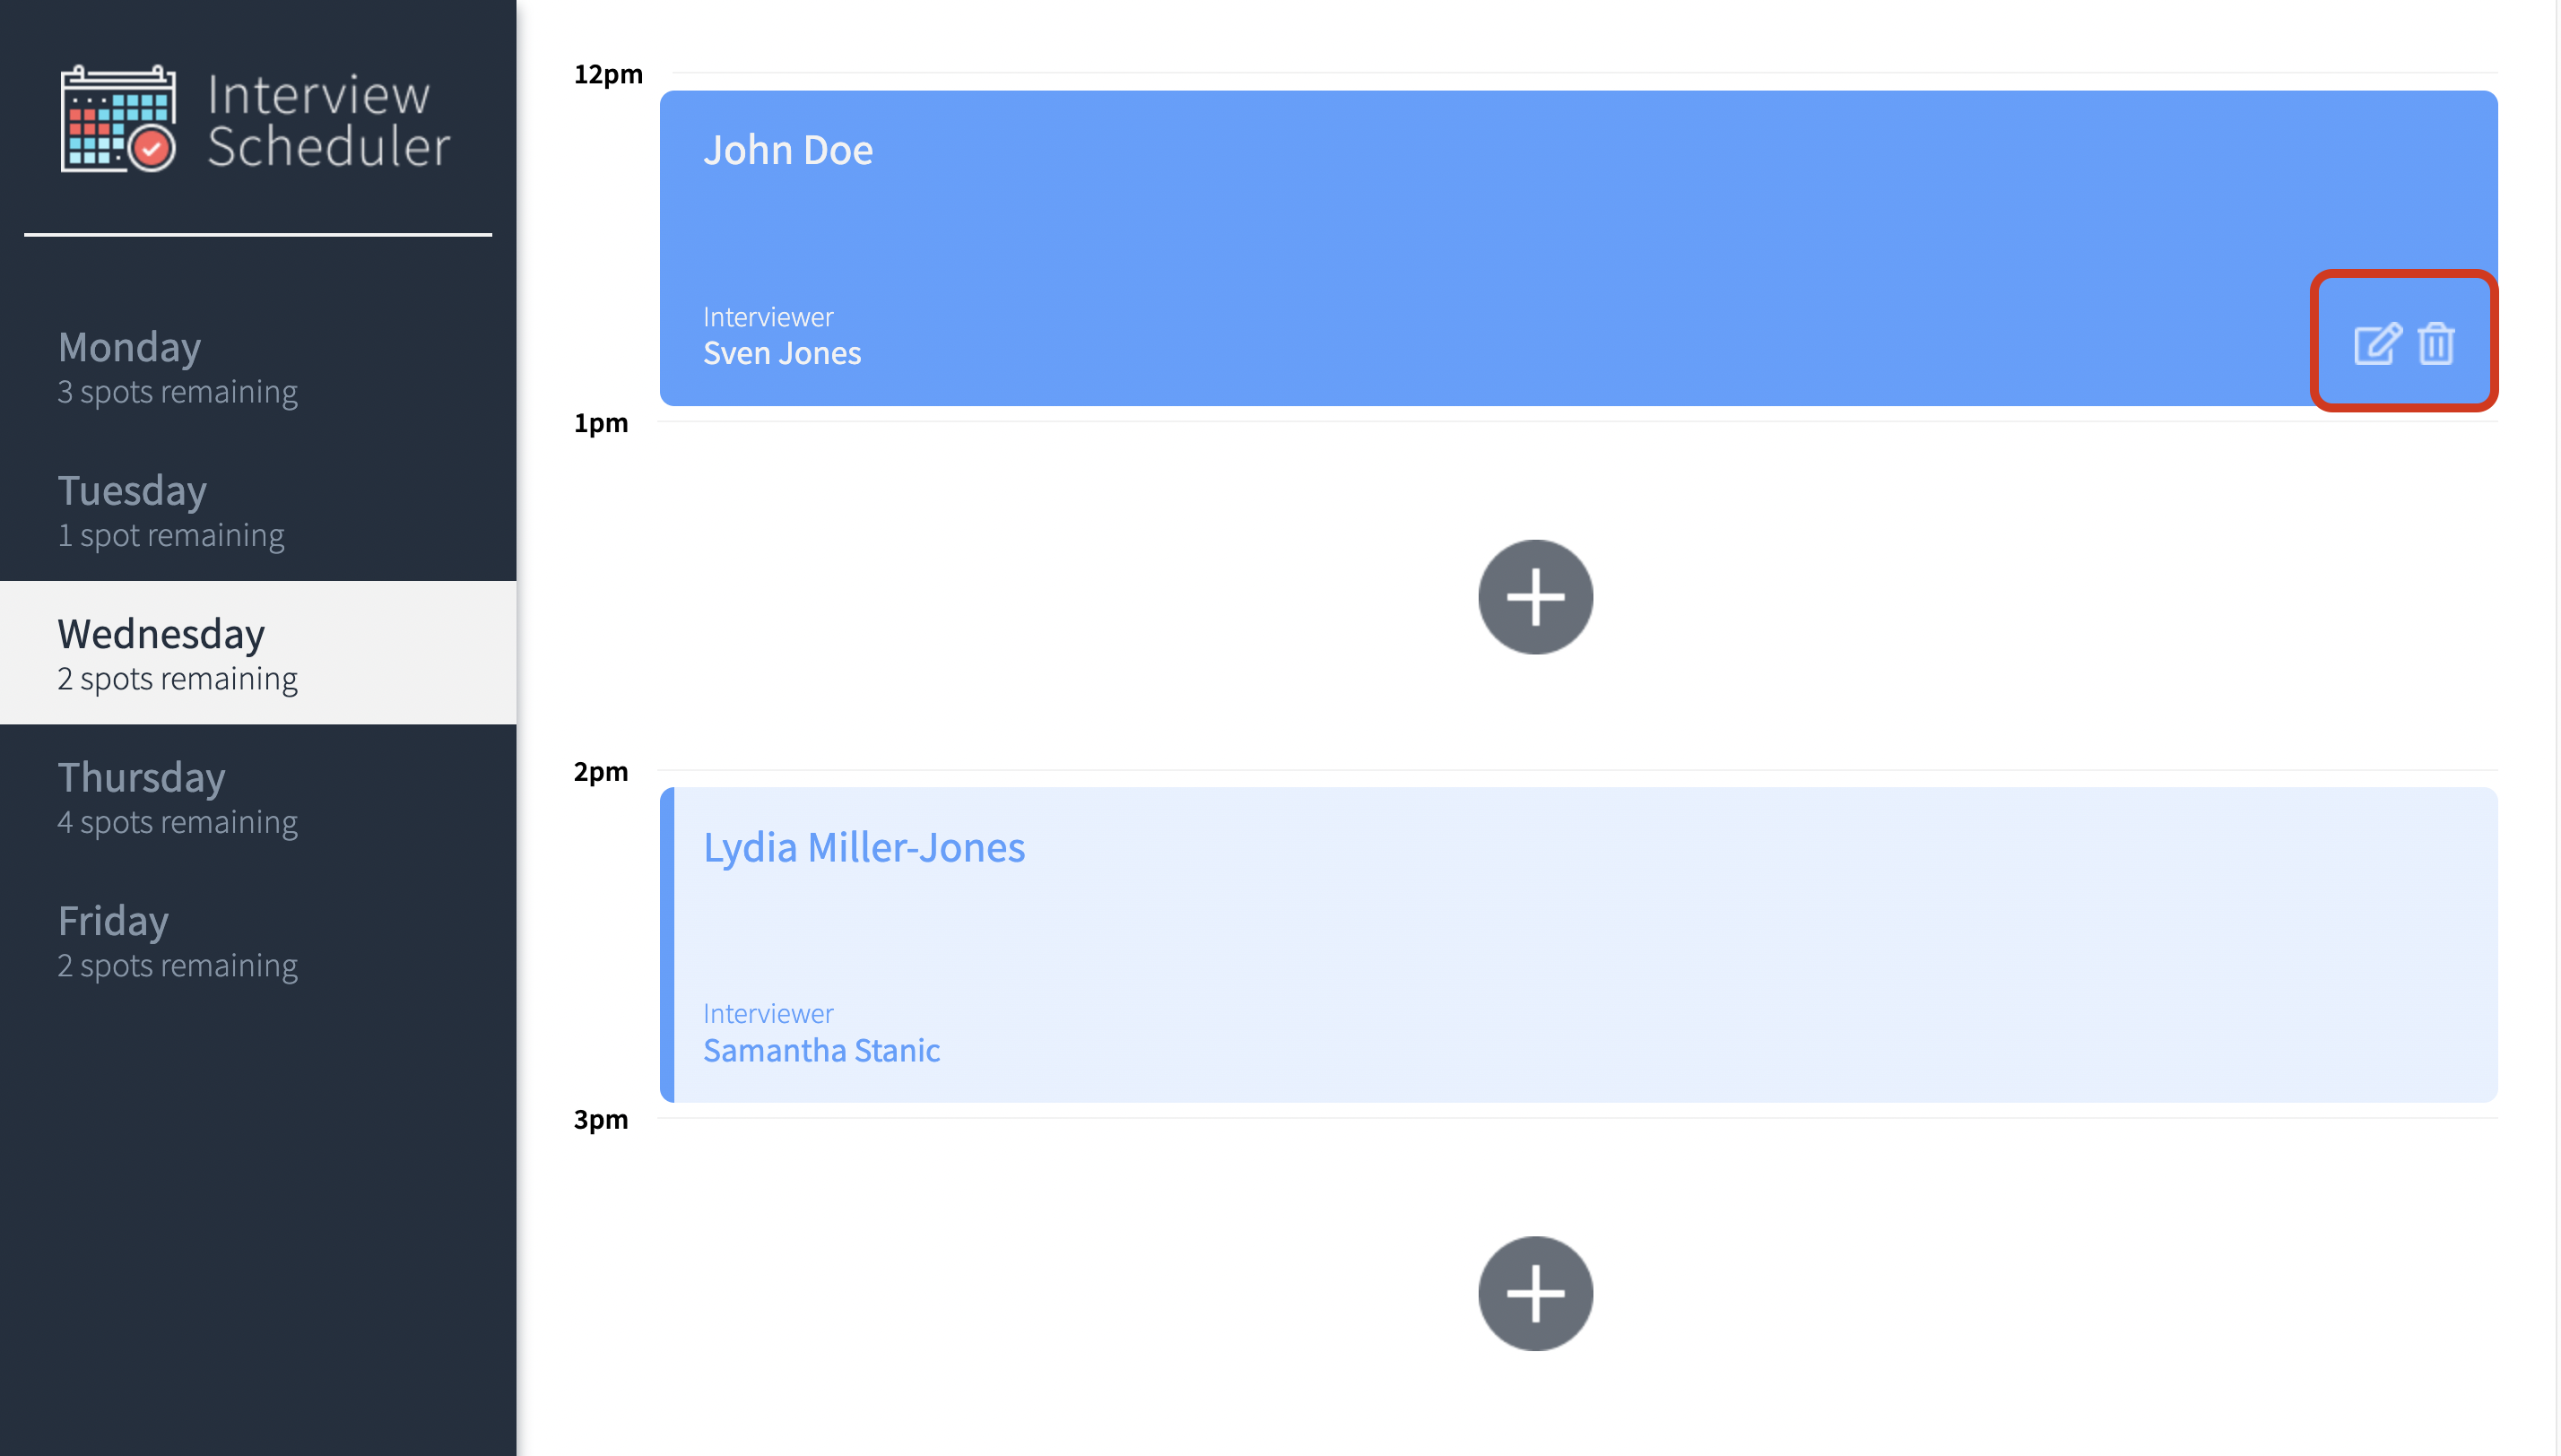 Interview
Scheduler
Monday
3 spots remaining
Tuesday
1 spot remaining
Wednesday
2 spots remaining
Thursday
4 spots remaining
Friday
2 spots remaining
12pm
John Doe
Interviewer
Sven Jones
1pm
2pm
Lydia Miller-Jones
Interviewer
Samantha Stanic
3pm